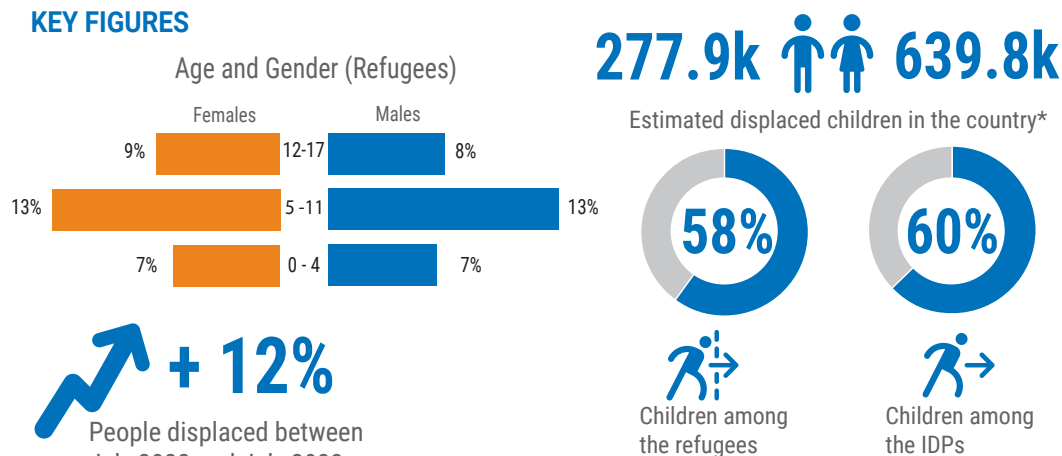 KEY FIGURES
Age and Gender (Refugees)
Females
Males
9%
12-17
8%
13%
5 -11
13%
7%
0 - 4
7%
+ 12%
People displaced between
277.9k
639.8k
Estimated displaced children in the country*
58%
60%
Children among
the refugees
Children among
the IDPs